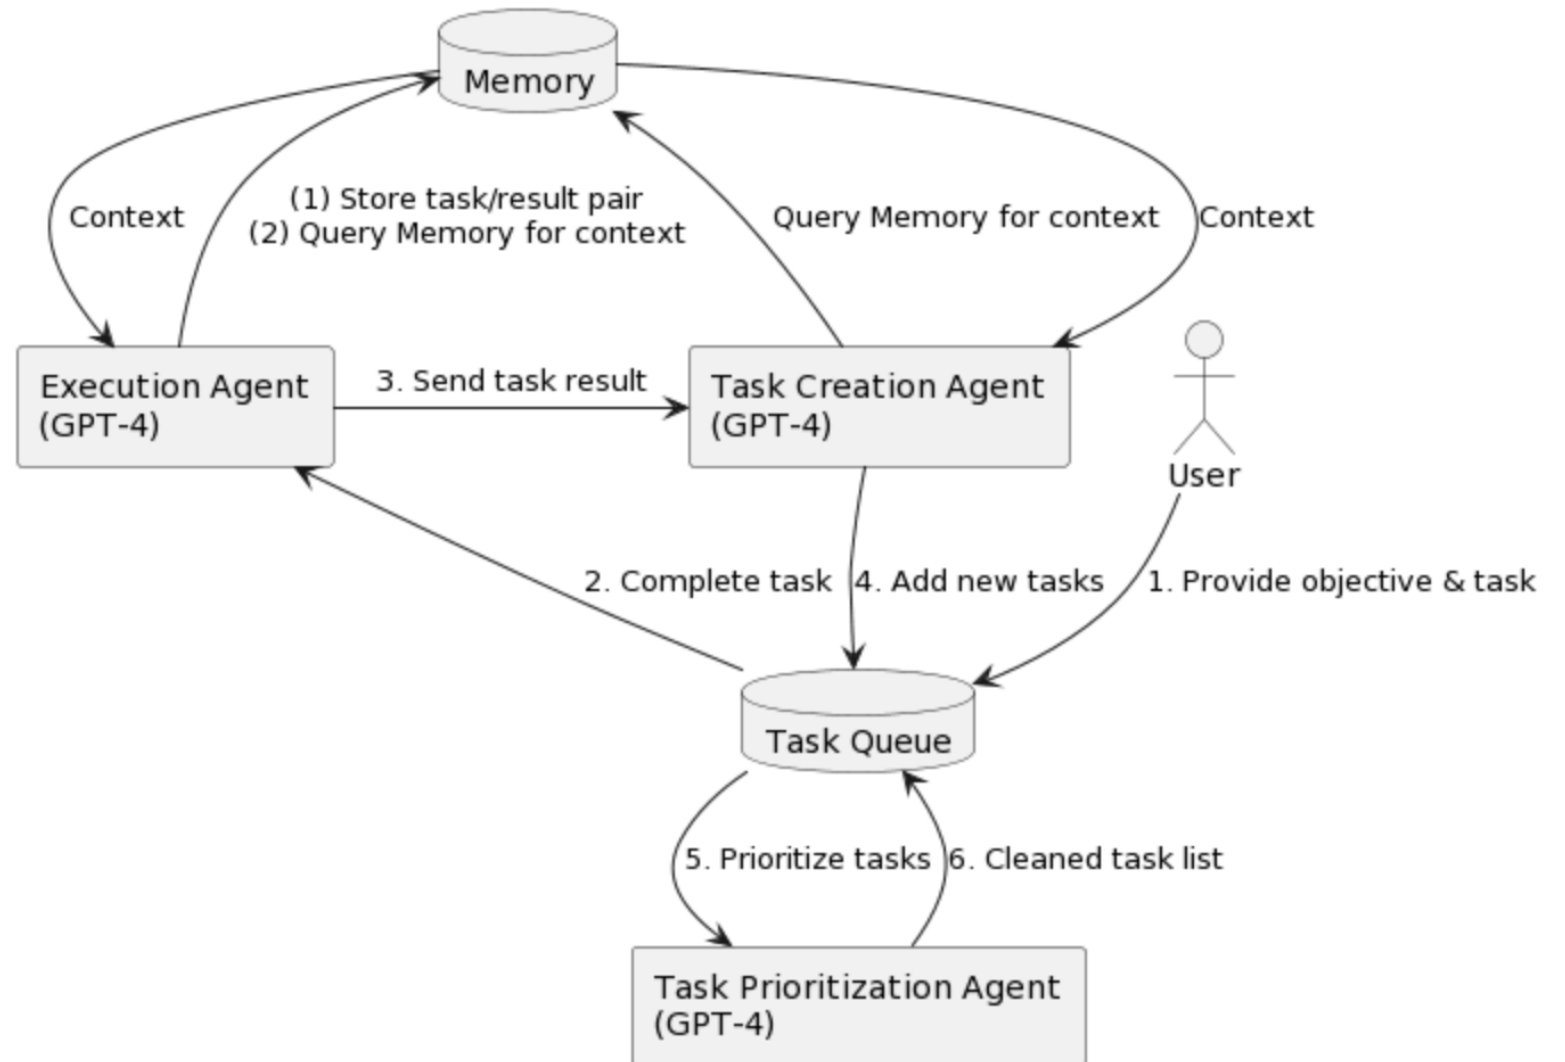 Memory
Context
(1) Store task/result pair
(2) Query Memory for context
Query Memory for context
Context
Execution Agent
(GPT-4)
3. Send task result
Task Creation Agent
(GPT-4)
User
2. Complete task
4. Add new tasks
1. Provide objective & task
Task Queue
5. Prioritize tasks
6. Cleaned task list
Task Prioritization Agent
(GPT-4)